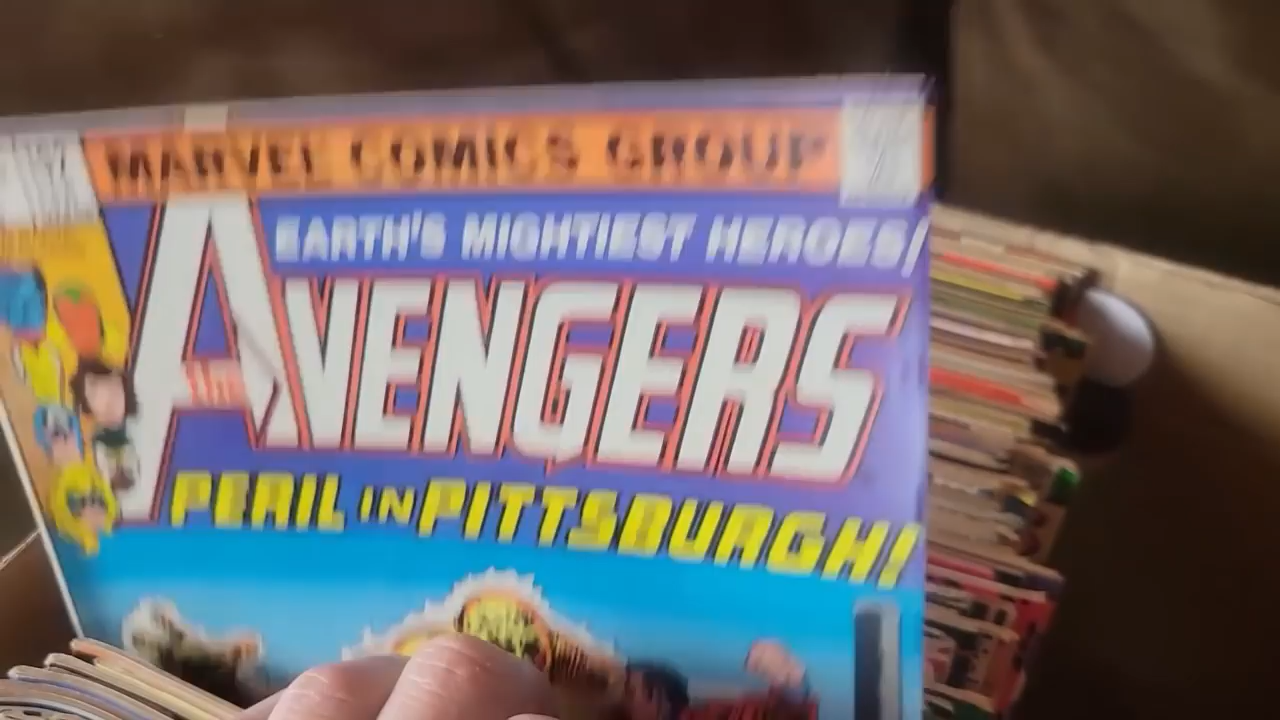 MARVEL COMICS GROUP
EARTH'S MIGHTIEST HEROES!
THE
AVENGERS
PERIL IN PITTSBURGH!